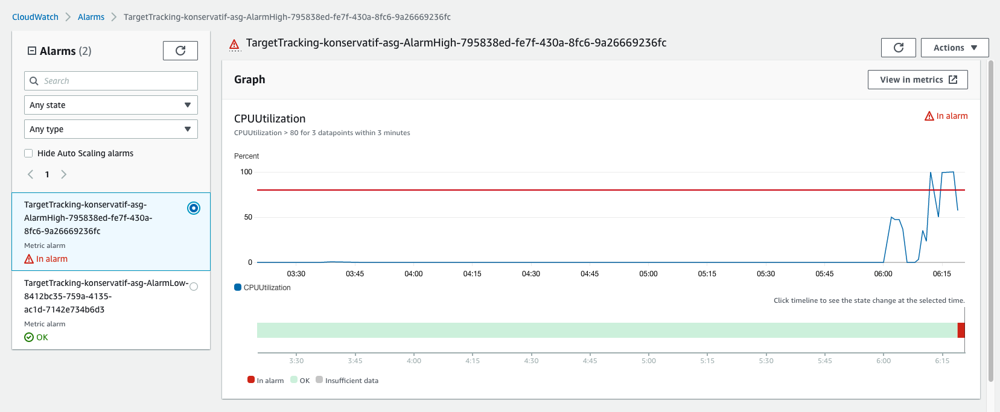 CloudWatch > Alarms > TargetTracking-konservatif-asg-AlarmHigh-795838ed-fe7f-430a-8fc6-9a26669236fc
Alarms (2)
Search
Any state
Any type
Hide Auto Scaling alarms
1
TargetTracking-konservatif-asg-
AlarmHigh-795838ed-fe7f-430a-
8fc6-9a26669236fc
Metric alarm
In alarm
TargetTracking-konservatif-asg-AlarmLow-
8412bc35-759a-4135-
ac1d-7142e734b6d3
Metric alarm
OK
TargetTracking-konservatif-asg-AlarmHigh-795838ed-fe7f-430a-8fc6-9a26669236fc
Actions
Graph
View in metrics
CPUUtilization
In alarm
CPUUtilization > 80 for 3 datapoints within 3 minutes
Percent
100
50
0
03:30 03:45 04:00 04:15 04:30 04:45 05:00 05:15 05:30 05:45 06:00 06:15
CPUUtilization
Click timeline to see the state change at the selected time.
3:30 3:45 4:00 4:15 4:30 4:45 5:00 5:15 5:30 5:45 6:00 6:15
In alarm OK Insufficient data